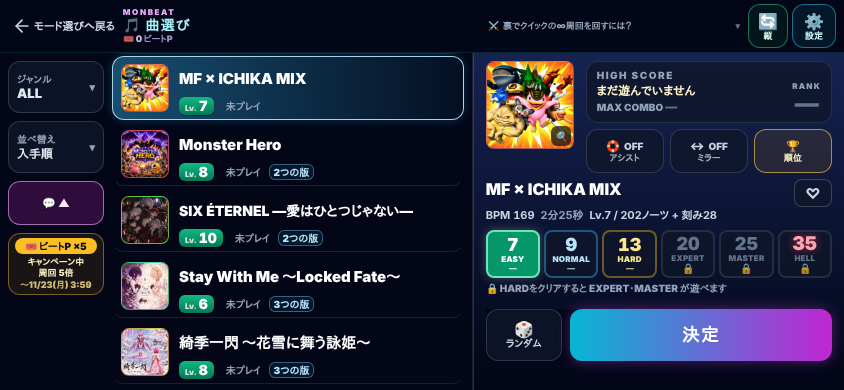 MONBEAT
← モード選びへ戻る
🎵 曲選び
🎟️ 0 ビートP
⚔️ 裏でクイックの∞周回を回すには? ▼
🔄 縦
⚙️ 設定
ジャンル
ALL ▼
並べ替え
入手順 ▼
💬 ▲
🎟️ ビートP ×5
キャンペーン中
周回 5倍
〜11/23(月) 3:59
MF × ICHIKA MIX
Lv. 7 未プレイ
Monster Hero
Lv. 8 未プレイ 2つの版
SIX ÉTERNEL —愛はひとつじゃない—
Lv. 10 未プレイ 2つの版
Stay With Me 〜Locked Fate〜
Lv. 6 未プレイ 3つの版
綺季一閃 〜花雪に舞う詠姫〜
Lv. 8 未プレイ 3つの版
HIGH SCORE
まだ遊んでいません
MAX COMBO —
RANK
—
🛟 OFF
アシスト
↔ OFF
ミラー
🏆
順位
MF × ICHIKA MIX
♡
BPM 169 2分25秒 Lv.7 / 202ノーツ + 刻み28
7 EASY —
9 NORMAL —
13 HARD —
20 EXPERT 🔒
25 MASTER 🔒
35 HELL 🔒
🔒 HARDをクリアすると EXPERT・MASTER が遊べます
🎲 ランダム
決定